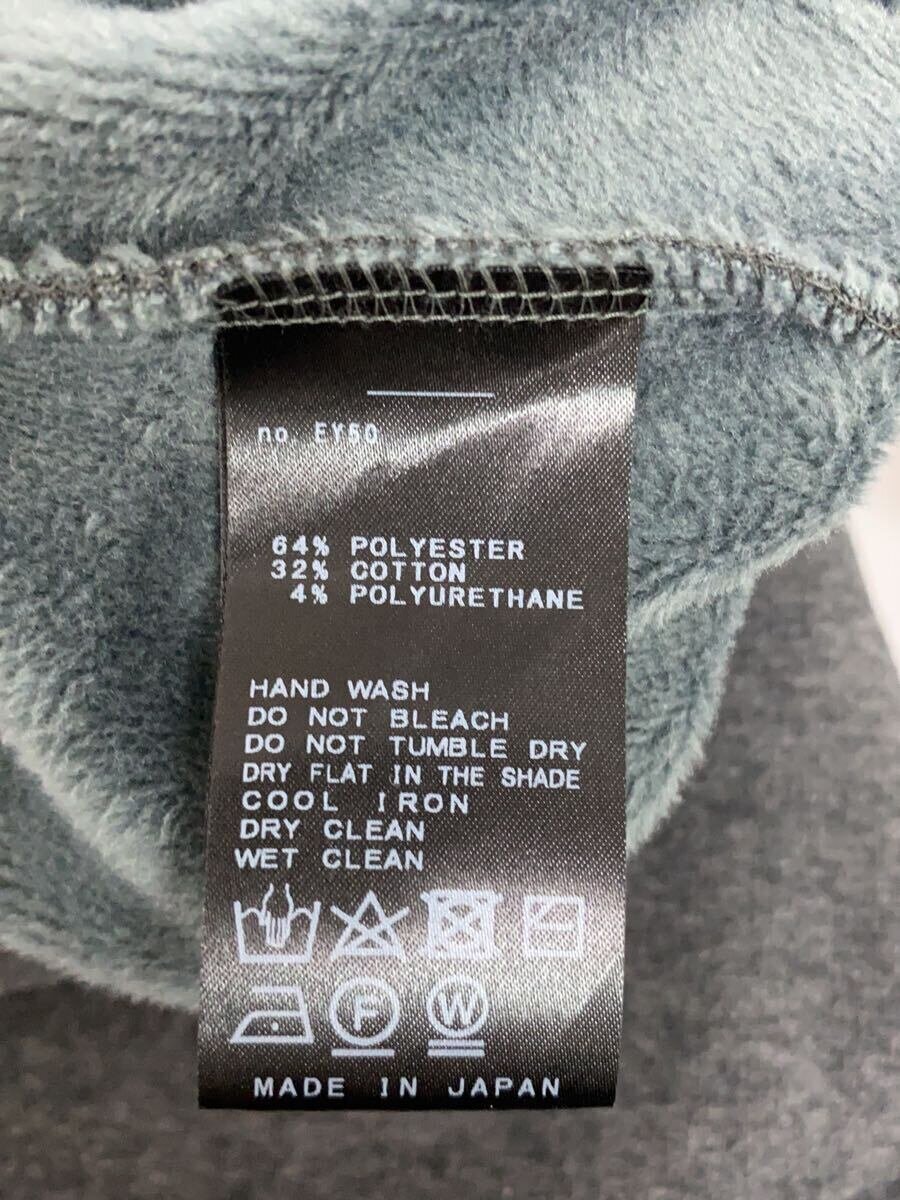 no. EY50
64% POLYESTER
32% COTTON
4% POLYURETHANE
HAND WASH
DO NOT BLEACH
DO NOT TUMBLE DRY
DRY FLAT IN THE SHADE
COOL IRON
DRY CLEAN
WET CLEAN
F W
MADE IN JAPAN